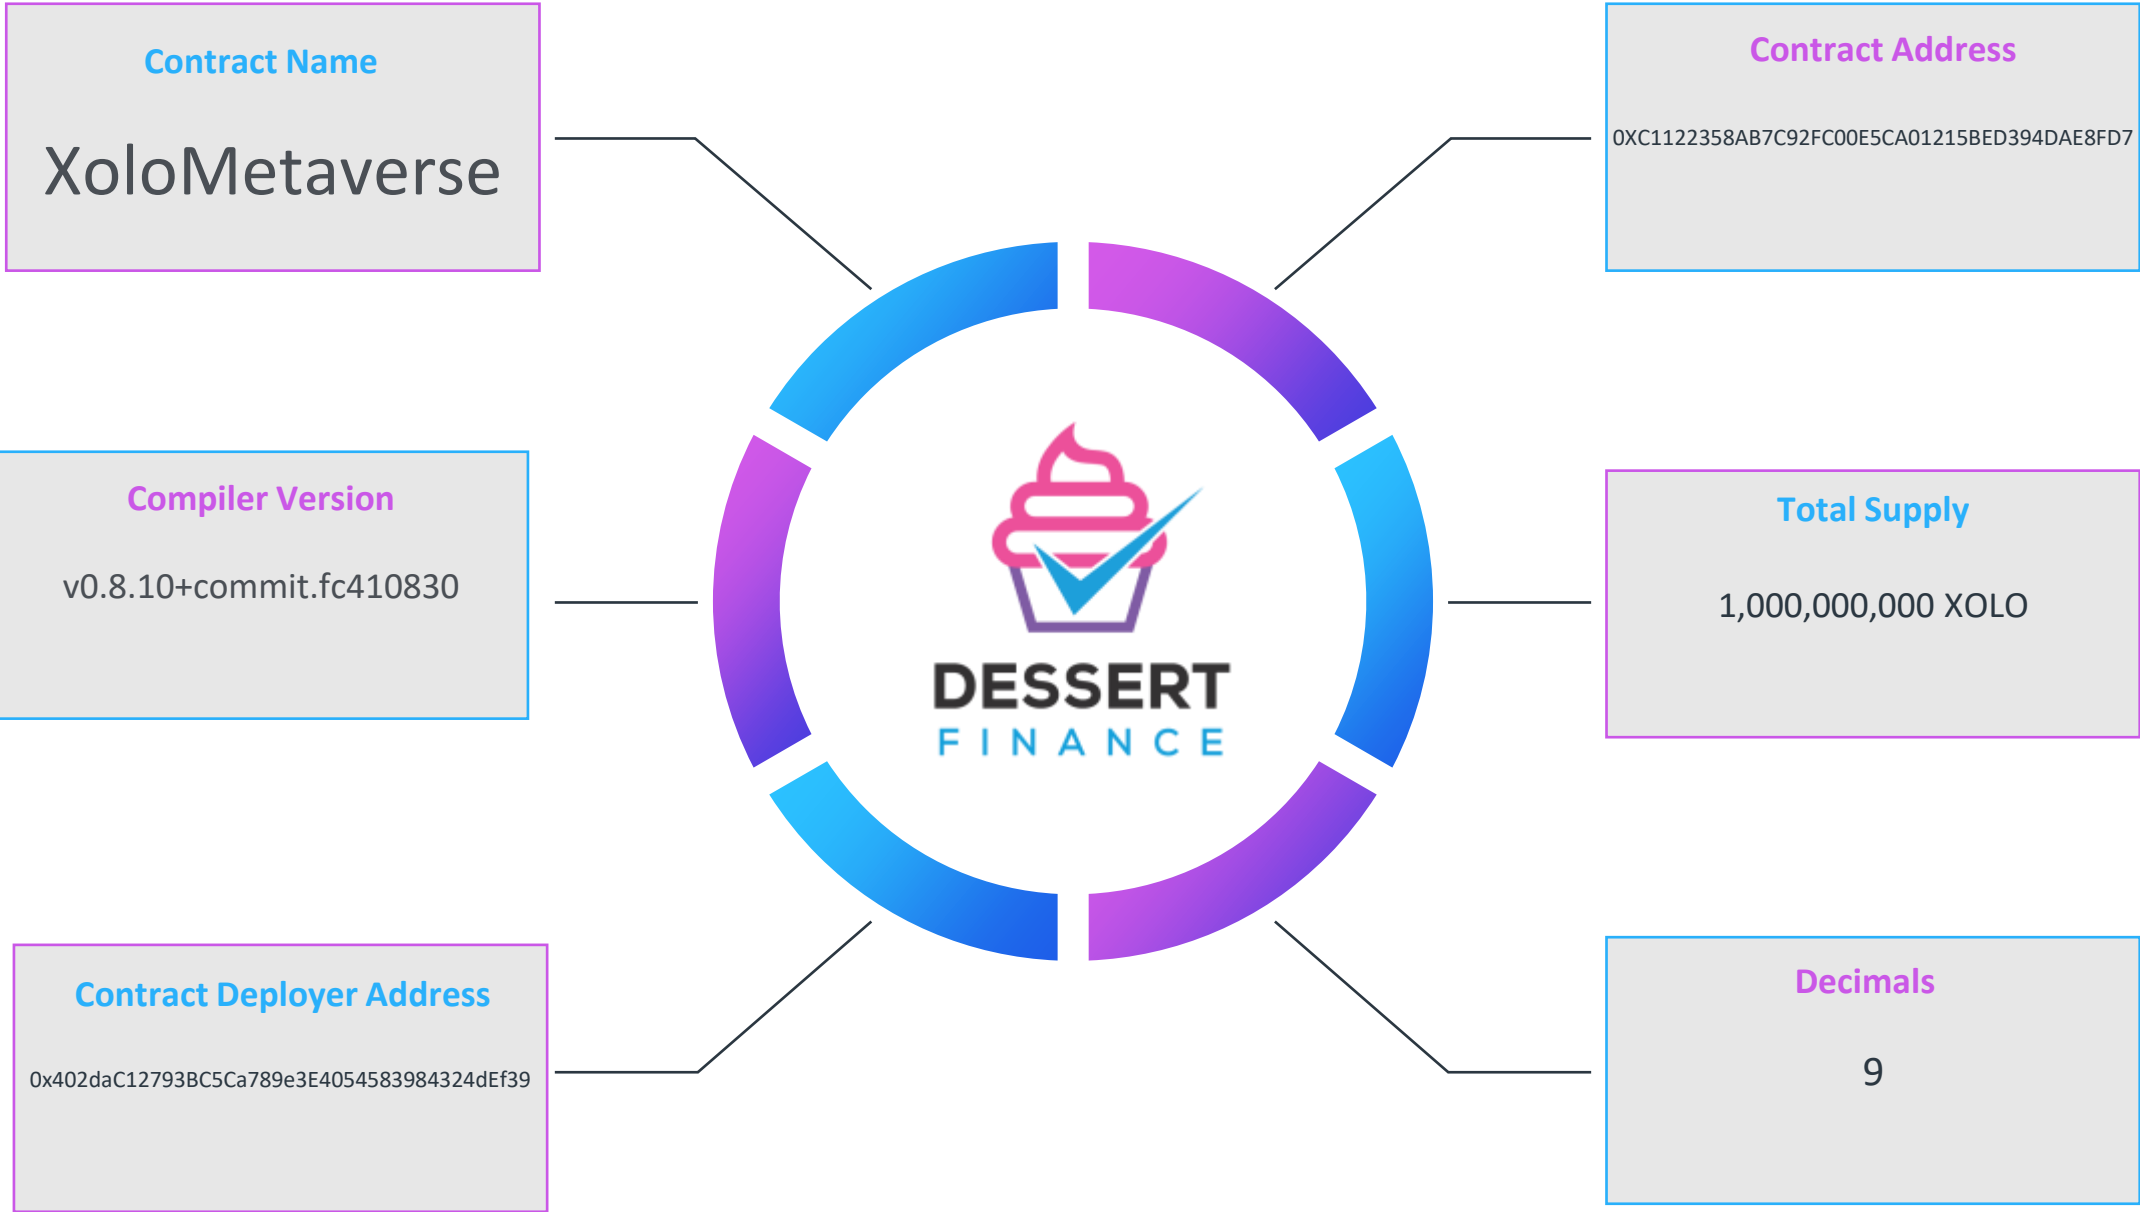 Contract Name
XoloMetaverse
Contract Address
0XC1122358AB7C92FC00E5CA01215BED394DAE8FD7
Compiler Version
v0.8.10+commit.fc410830
DESSERT
FINANCE
Total Supply
1,000,000,000 XOLO
Contract Deployer Address
0x402daC12793BC5Ca789e3E4054583984324dEf39
Decimals
9